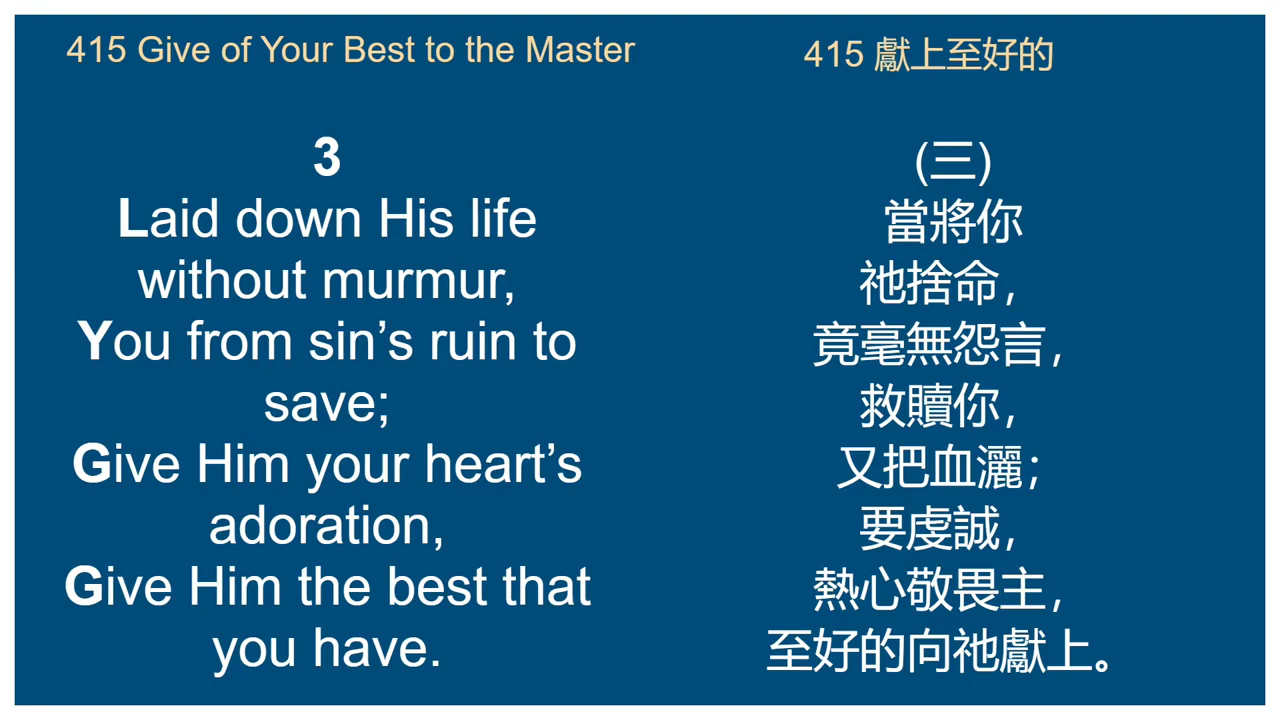 415 Give of Your Best to the Master
3
Laid down His life
without murmur,
You from sin’s ruin to
save;
Give Him your heart’s
adoration,
Give Him the best that
you have.
415 獻上至好的
(三)
當將你
祂捨命，
竟毫無怨言，
救贖你，
又把血灑；
要虔誠，
熱心敬畏主，
至好的向祂獻上。